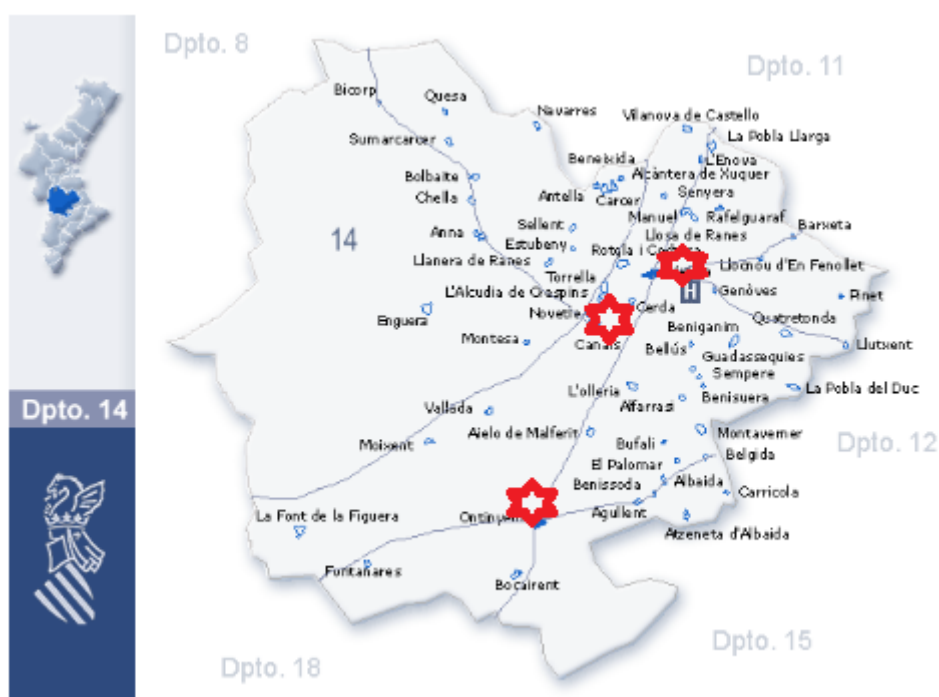 Dpto. 8
Dpto. 11
Bicorp
Quesa
Navarres
Vilanova de Castello
La Pobla Llarga
Sumarcarcer
L'Enova
Beneixida
Alcàntera de Xuquer
Bolbaite
Antella
Carcer
Senyera
Chella
Manuel
Rafelguaraf
Barxeta
Sellent
Llosa de Ranes
Anna
14
Estubeny
Rotgla i
Llanera de Ranes
Llocnou d'En Fenollet
Torrella
H
Genòves
L'Alcudia de Crespins
Pinet
Enguera
Novetle
Cerda
Quatretonda
Beniganim
Montesa
Canals
Bellús
Llutxent
Guadassequies
Sempere
L'olleria
Benisuera
La Pobla del Duc
Dpto. 14
Vallada
Alfarrasi
Moixent
Aielo de Malferit
Bufali
Montaverner
Dpto. 12
Belgida
El Palomar
Benissoda
Albaida
Carricola
La Font de la Figuera
Agullent
Atzeneta d'Albaida
Fontanares
Bocairent
Dpto. 15
Dpto. 18